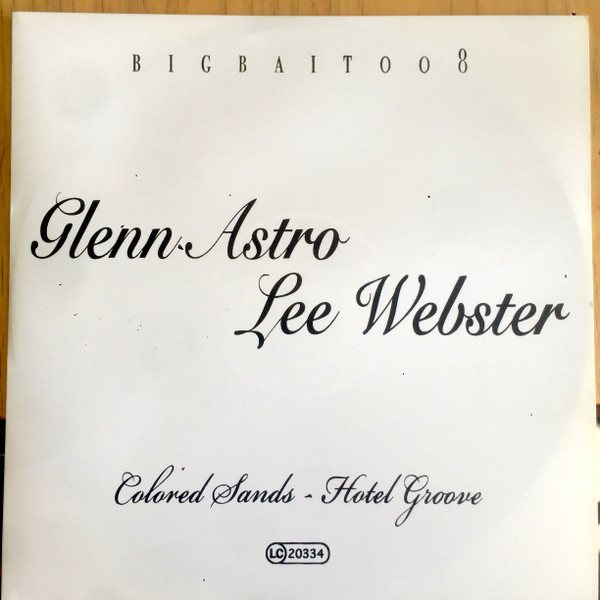 BIGBAIT008
Glenn Astro
Lee Webster
Colored Sands - Hotel Groove
LC 20334